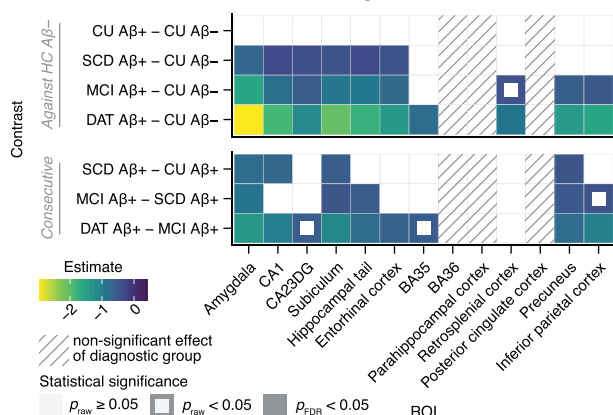 Contrast
Against HC Aβ−
CU Aβ+ − CU Aβ−
SCD Aβ+ − CU Aβ−
MCI Aβ+ − CU Aβ−
DAT Aβ+ − CU Aβ−
Consecutive
SCD Aβ+ − CU Aβ+
MCI Aβ+ − SCD Aβ+
DAT Aβ+ − MCI Aβ+
Amygdala
CA1
CA23DG
Subiculum
Hippocampal tail
Entorhinal cortex
BA35
BA36
Parahippocampal cortex
Retrosplenial cortex
Posterior cingulate cortex
Precuneus
Inferior parietal cortex
Estimate
−2 −1 0
non-significant effect
of diagnostic group
Statistical significance
praw ≥ 0.05 praw < 0.05 pFDR < 0.05
ROI